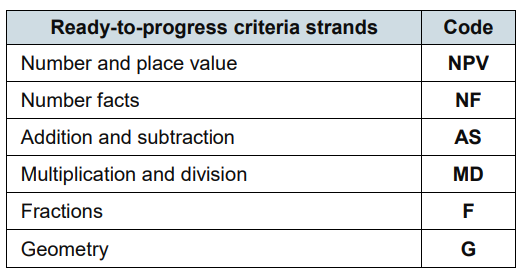 Ready-to-progress criteria strands Code
Number and place value NPV
Number facts NF
Addition and subtraction AS
Multiplication and division MD
Fractions F
Geometry G